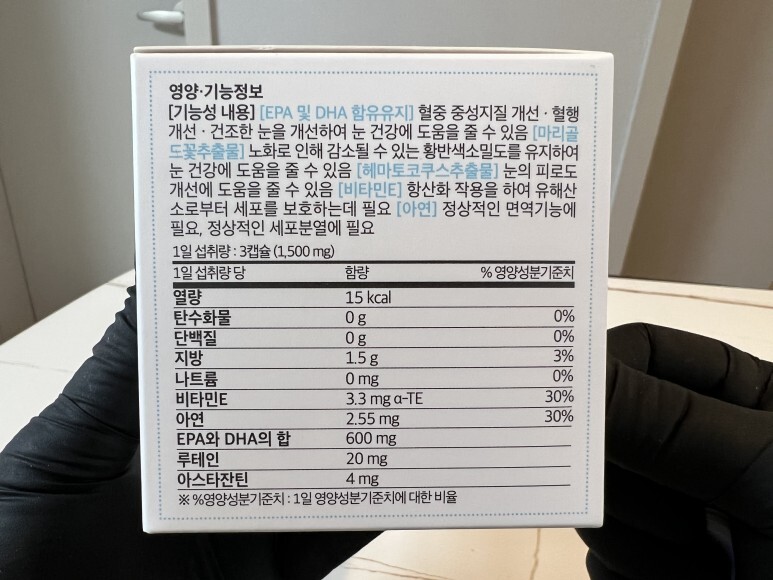 영양·기능정보
[기능성 내용] [EPA 및 DHA 함유유지] 혈중 중성지질 개선 · 혈행
개선 · 건조한 눈을 개선하여 눈 건강에 도움을 줄 수 있음 [마리골
드꽃추출물] 노화로 인해 감소될 수 있는 황반색소밀도를 유지하여
눈 건강에 도움을 줄 수 있음 [헤마토코쿠스추출물] 눈의 피로도
개선에 도움을 줄 수 있음 [비타민E] 항산화 작용을 하여 유해산
소로부터 세포를 보호하는데 필요 [아연] 정상적인 면역기능에
필요, 정상적인 세포분열에 필요
1일 섭취량 : 3캡슐 (1,500 mg)
1일 섭취량 당 함량 % 영양성분기준치
열량 15 kcal
탄수화물 0 g 0%
단백질 0 g 0%
지방 1.5 g 3%
나트륨 0 mg 0%
비타민E 3.3 mg α-TE 30%
아연 2.55 mg 30%
EPA와 DHA의 합 600 mg
루테인 20 mg
아스타잔틴 4 mg
※ %영양성분기준치 : 1일 영양성분기준치에 대한 비율